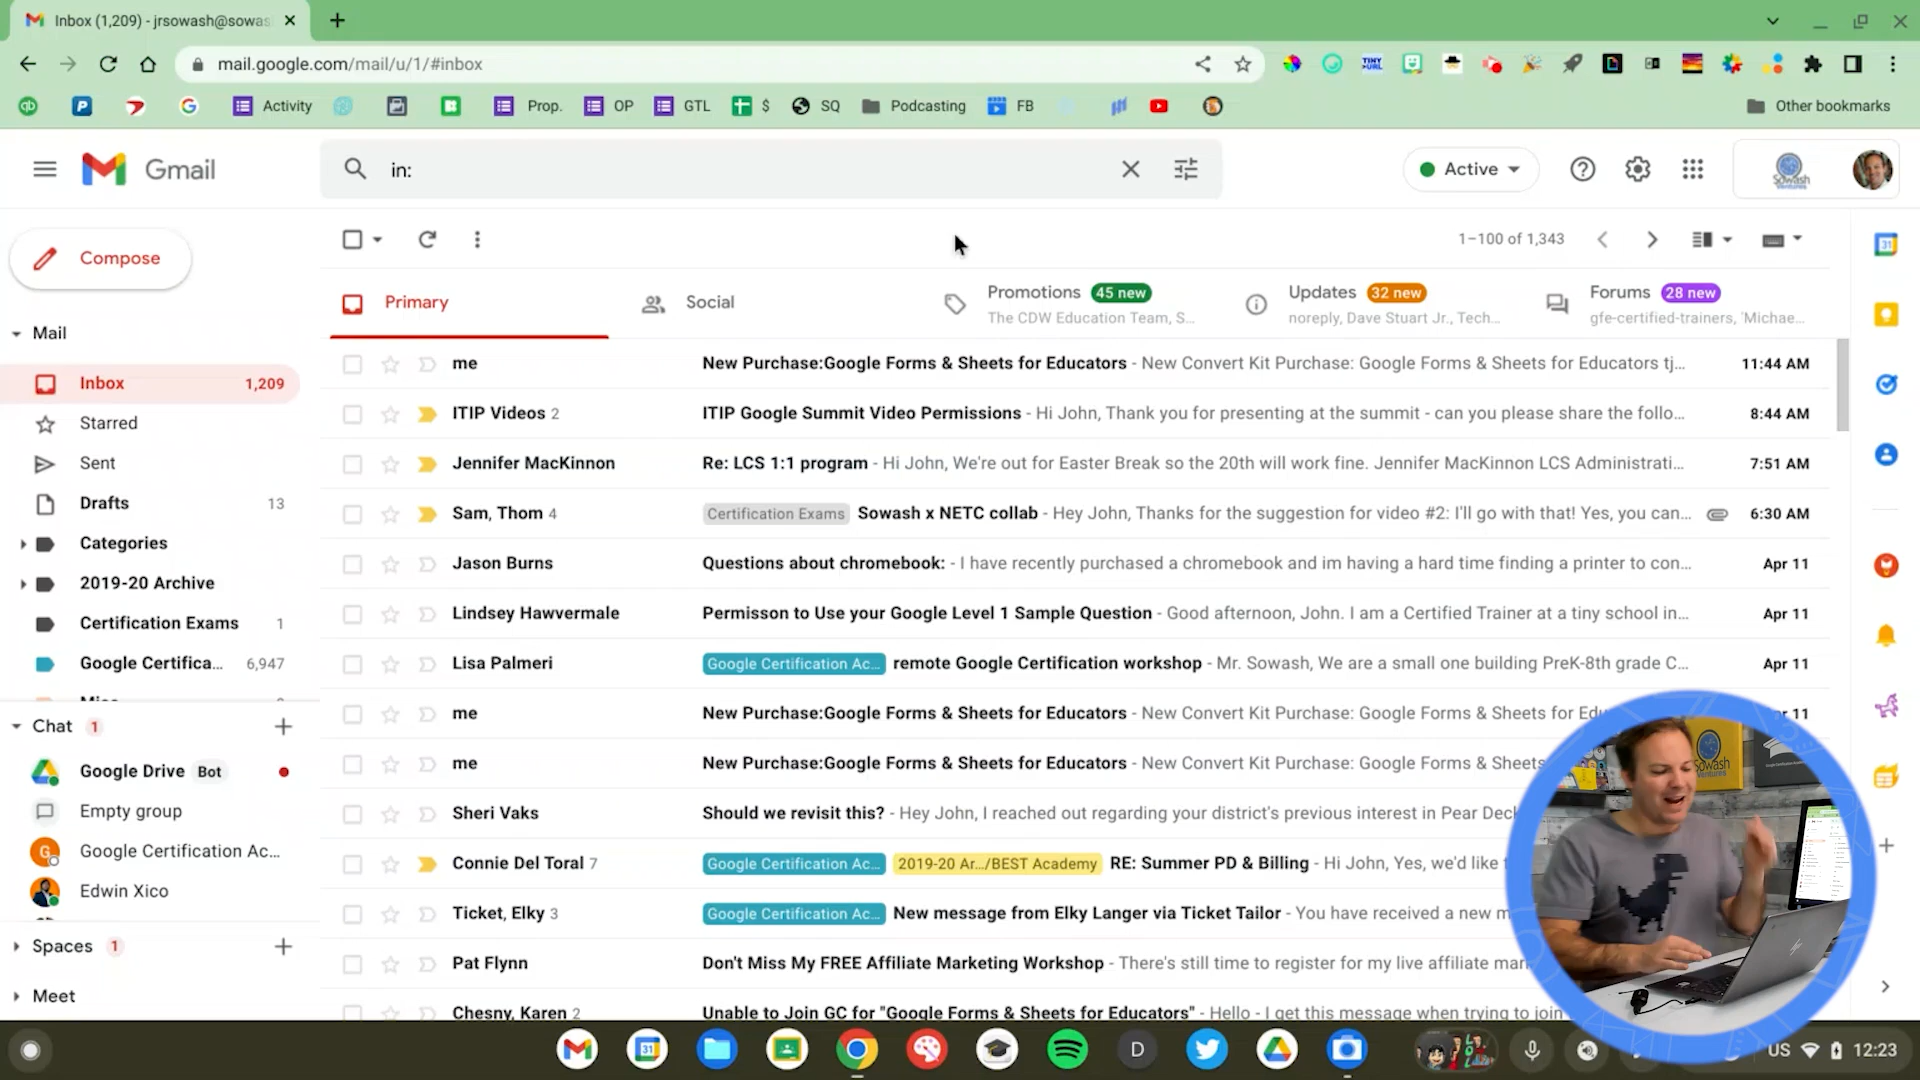 Inbox (1,209) - jrsowash@sowas
mail.google.com/mail/u/1/#inbox
TINY URL
Activity
Prop.
OP
GTL
$
SQ
Podcasting
FB
Other bookmarks
Gmail
in:
Active
Sowash Ventures
Compose
1–100 of 1,343
Primary
Social
Promotions 45 new
The CDW Education Team, S...
Updates 32 new
noreply, Dave Stuart Jr., Tech...
Forums 28 new
gfe-certified-trainers, 'Michae...
Mail
Inbox 1,209
Starred
Sent
Drafts 13
Categories
2019-20 Archive
Certification Exams 1
Google Certifica... 6,947
Chat 1
Google Drive Bot
Empty group
Google Certification Ac...
Edwin Xico
Spaces 1
Meet
me New Purchase:Google Forms & Sheets for Educators - New Convert Kit Purchase: Google Forms & Sheets for Educators tj... 11:44 AM
ITIP Videos 2 ITIP Google Summit Video Permissions - Hi John, Thank you for presenting at the summit - can you please share the follo... 8:44 AM
Jennifer MacKinnon Re: LCS 1:1 program - Hi John, We're out for Easter Break so the 20th will work fine. Jennifer MacKinnon LCS Administrati... 7:51 AM
Sam, Thom 4 Certification Exams Sowash x NETC collab - Hey John, Thanks for the suggestion for video #2: I'll go with that! Yes, you can... 6:30 AM
Jason Burns Questions about chromebook: - I have recently purchased a chromebook and im having a hard time finding a printer to con... Apr 11
Lindsey Hawvermale Permisson to Use your Google Level 1 Sample Question - Good afternoon, John. I am a Certified Trainer at a tiny school in... Apr 11
Lisa Palmeri Google Certification Ac... remote Google Certification workshop - Mr. Sowash, We are a small one building PreK-8th grade C... Apr 11
me New Purchase:Google Forms & Sheets for Educators - New Convert Kit Purchase: Google Forms & Sheets for Edu 11
me New Purchase:Google Forms & Sheets for Educators - New Convert Kit Purchase: Google Forms & Sheets
Sheri Vaks Should we revisit this? - Hey John, I reached out regarding your district's previous interest in Pear Dec
Connie Del Toral 7 Google Certification Ac... 2019-20 Ar.../BEST Academy RE: Summer PD & Billing - Hi John, Yes, we'd like
Ticket, Elky 3 Google Certification Ac... New message from Elky Langer via Ticket Tailor - You have received a new m
Pat Flynn Don't Miss My FREE Affiliate Marketing Workshop - There's still time to register for my live affiliate mar
Chesny, Karen 2 Unable to Join GC for "Google Forms & Sheets for Educators" - Hello - I get this message when trying to join
Sowash Ventures
D
US 12:23